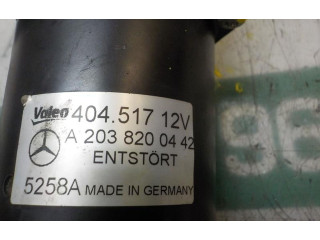 Valeo 404.517 12V
A 203 820 04 42
ENTSTÖRT
5258A MADE IN GERMANY